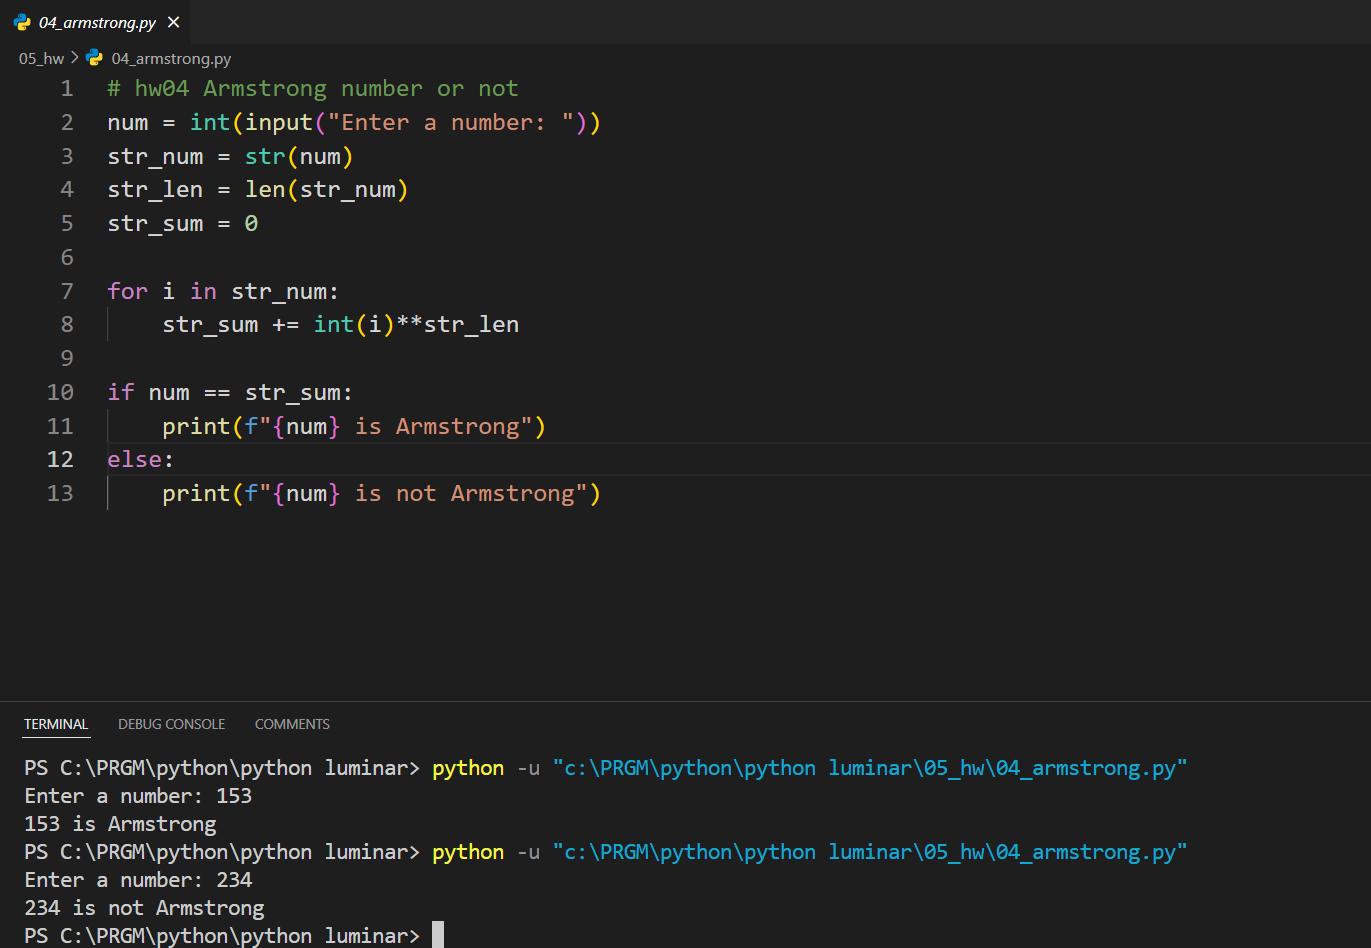 04_armstrong.py
05_hw > 04_armstrong.py
1 # hw04 Armstrong number or not
2 num = int(input("Enter a number: "))
3 str_num = str(num)
4 str_len = len(str_num)
5 str_sum = 0
6
7 for i in str_num:
8     str_sum += int(i)**str_len
9
10 if num == str_sum:
11     print(f"{num} is Armstrong")
12 else:
13     print(f"{num} is not Armstrong")
TERMINAL DEBUG CONSOLE COMMENTS
PS C:\PRGM\python\python luminar> python -u "c:\PRGM\python\python luminar\05_hw\04_armstrong.py"
Enter a number: 153
153 is Armstrong
PS C:\PRGM\python\python luminar> python -u "c:\PRGM\python\python luminar\05_hw\04_armstrong.py"
Enter a number: 234
234 is not Armstrong
PS C:\PRGM\python\python luminar>